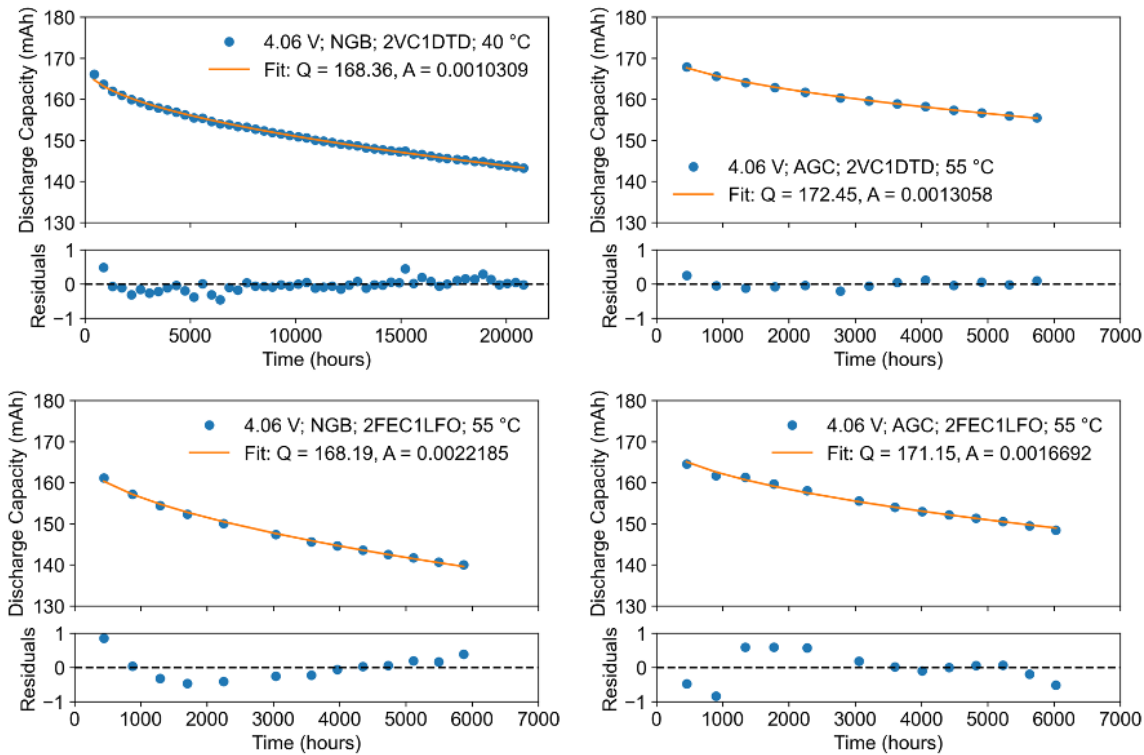 180
170
160
150
140
130
Discharge Capacity (mAh)
4.06 V; NGB; 2VC1DTD; 40 °C
Fit: Q = 168.36, A = 0.0010309
1
0
−1
Residuals
0 5000 10000 15000 20000
Time (hours)
180
170
160
150
140
130
Discharge Capacity (mAh)
4.06 V; AGC; 2VC1DTD; 55 °C
Fit: Q = 172.45, A = 0.0013058
1
0
−1
Residuals
0 1000 2000 3000 4000 5000 6000 7000
Time (hours)
180
170
160
150
140
130
Discharge Capacity (mAh)
4.06 V; NGB; 2FEC1LFO; 55 °C
Fit: Q = 168.19, A = 0.0022185
1
0
−1
Residuals
0 1000 2000 3000 4000 5000 6000 7000
Time (hours)
180
170
160
150
140
130
Discharge Capacity (mAh)
4.06 V; AGC; 2FEC1LFO; 55 °C
Fit: Q = 171.15, A = 0.0016692
1
0
−1
Residuals
0 1000 2000 3000 4000 5000 6000 7000
Time (hours)